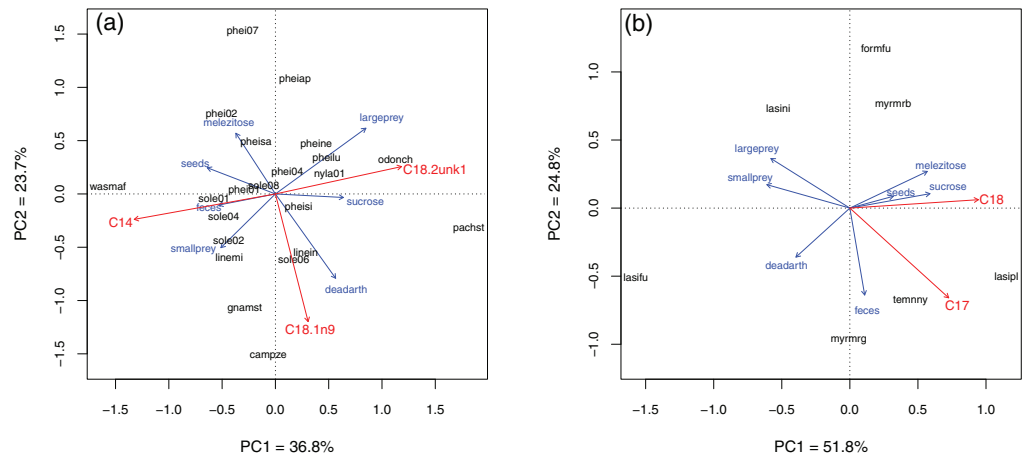 (a)
phei07
pheiap
phei02
melezitose
largeprey
pheisa
pheine
pheilu
odonch
seeds
C18.2unk1
phei04
nyla01
wasmaf
phei01
sole08
sole01
feces
pheisi
sucrose
C14
sole04
pachst
smallprey
sole02
linemi
linein
sole06
deadarth
gnamst
C18.1n9
campze
PC2 = 23.7%
1.5
1.0
0.5
0.0
−0.5
−1.0
−1.5
−1.5
−1.0
−0.5
0.0
0.5
1.0
1.5
PC1 = 36.8%
(b)
formfu
lasini
myrmrb
largeprey
melezitose
smallprey
seeds
sucrose
C18
deadarth
lasifu
lasipl
temnny
C17
feces
myrmrg
PC2 = 24.8%
1.0
0.5
0.0
−0.5
−1.0
−1.5
−1.0
−0.5
0.0
0.5
1.0
PC1 = 51.8%